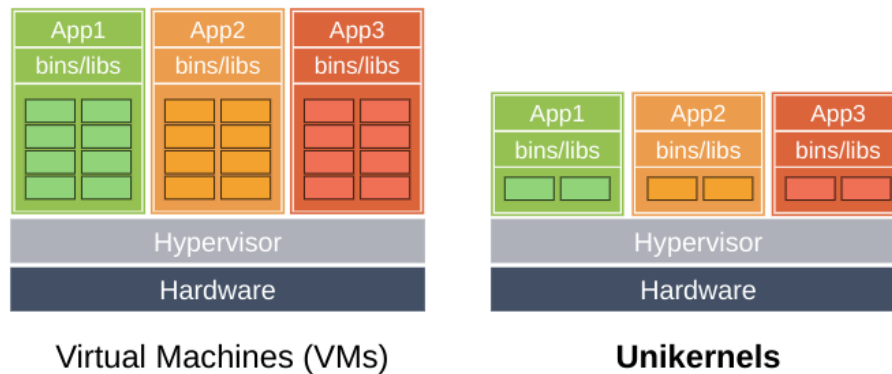 App1
bins/libs
App2
bins/libs
App3
bins/libs
Hypervisor
Hardware
Virtual Machines (VMs)
App1
bins/libs
App2
bins/libs
App3
bins/libs
Hypervisor
Hardware
Unikernels